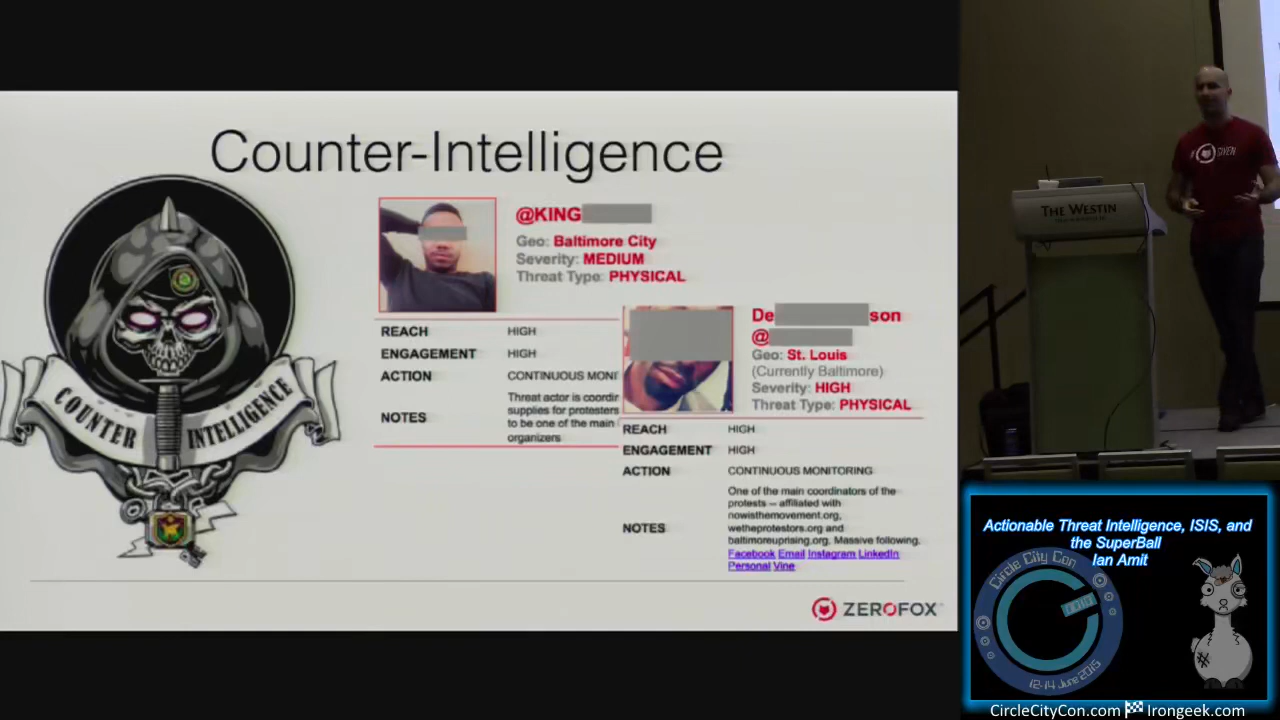 Counter-Intelligence
COUNTER INTELLIGENCE
@KING
Geo: Baltimore City
Severity: MEDIUM
Threat Type: PHYSICAL
REACH HIGH
ENGAGEMENT HIGH
ACTION CONTINUOUS MONI
NOTES
Threat actor is coordir
supplies for protesters
to be one of the main
organizers
De son
@
Geo: St. Louis
(Currently Baltimore)
Severity: HIGH
Threat Type: PHYSICAL
REACH HIGH
ENGAGEMENT HIGH
ACTION CONTINUOUS MONITORING
NOTES
One of the main coordinators of the
protests – affiliated with
nowisthemovement.org,
wetheprotestors.org and
baltimoreuprising.org. Massive following.
Facebook Email Instagram LinkedIn
Personal Vine
ZEROFOX
GIVEN
THE WESTIN
Actionable Threat Intelligence, ISIS, and
the SuperBall
Ian Amit
Circle City Con
12-14 June 2015
CircleCityCon.com Irongeek.com